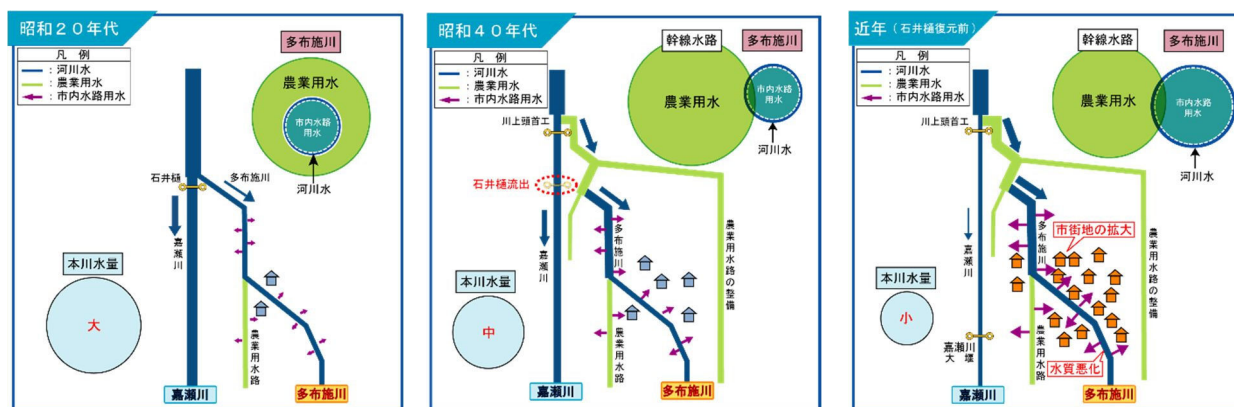 昭和20年代
凡 例
：河川水
：農業用水
：市内水路用水
多布施川
農業用水
市内水路
用水
河川水
石井樋
多布施川
嘉瀬川
本川水量
大
農業用水路
嘉瀬川
多布施川
昭和40年代
凡 例
：河川水
：農業用水
：市内水路用水
幹線水路
多布施川
農業用水
市内水路
用水
河川水
川上頭首工
石井樋流出
嘉瀬川
多布施川
農業用水路の整備
本川水量
中
農業用水路
嘉瀬川
多布施川
近年（石井樋復元前）
凡 例
：河川水
：農業用水
：市内水路用水
幹線水路
多布施川
農業用水
市内水路
用水
河川水
川上頭首工
嘉瀬川
多布施川
市街地の拡大
農業用水路の整備
本川水量
小
嘉瀬川
大 堰
農業用水路
水質悪化
嘉瀬川
多布施川